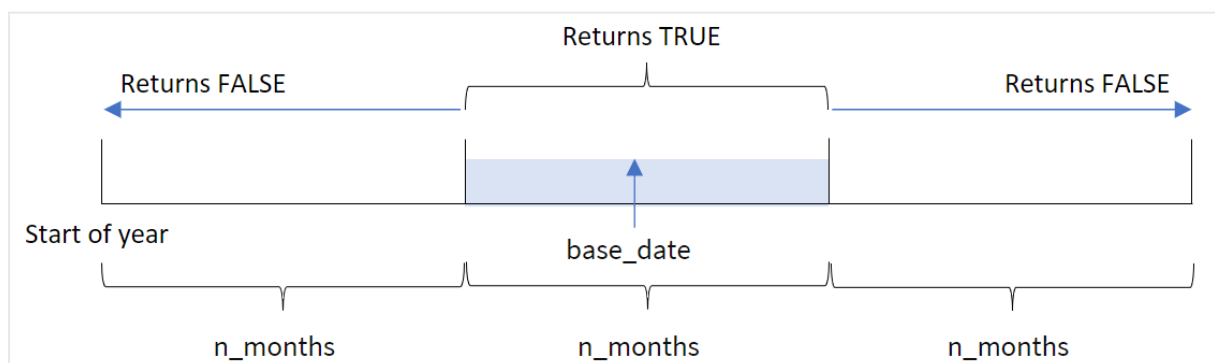 Returns TRUE
Returns FALSE
Returns FALSE
Start of year
base_date
n_months
n_months
n_months